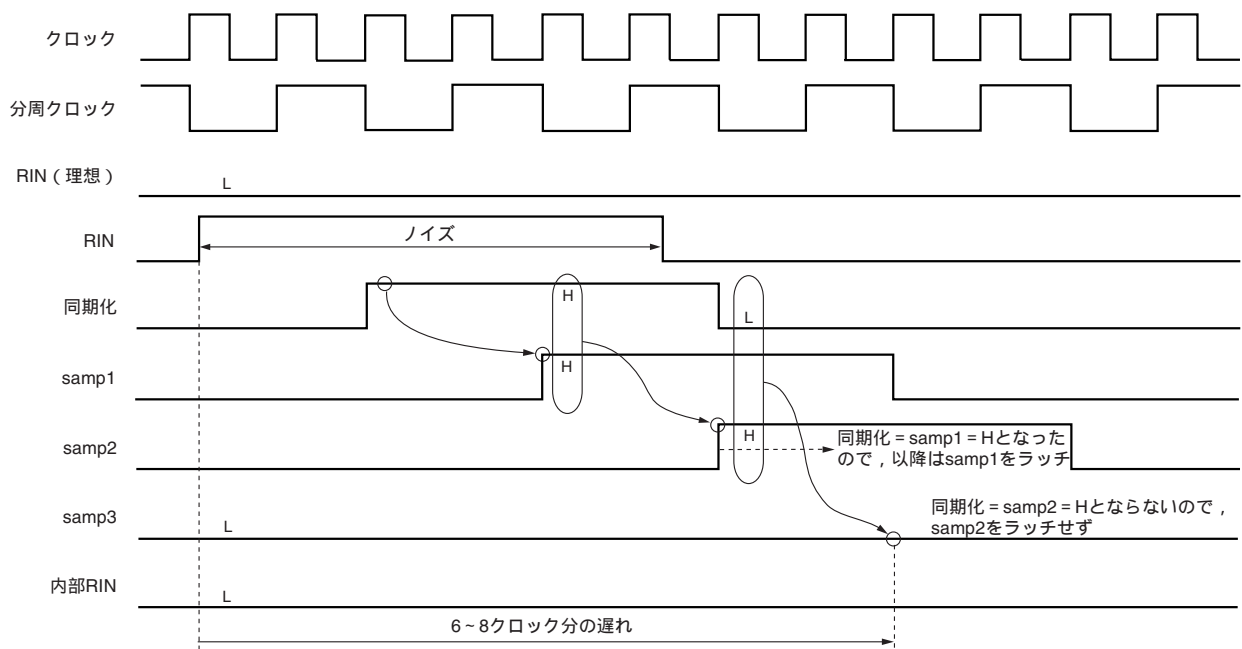 クロック
分周クロック
RIN（理想）
L
RIN
ノイズ
同期化
H
L
samp1
H
samp2
H
同期化 = samp1 = Hとなった
ので，以降はsamp1をラッチ
samp3
L
同期化 = samp2 = Hとならないので，
samp2をラッチせず
内部RIN
L
6~8クロック分の遅れ